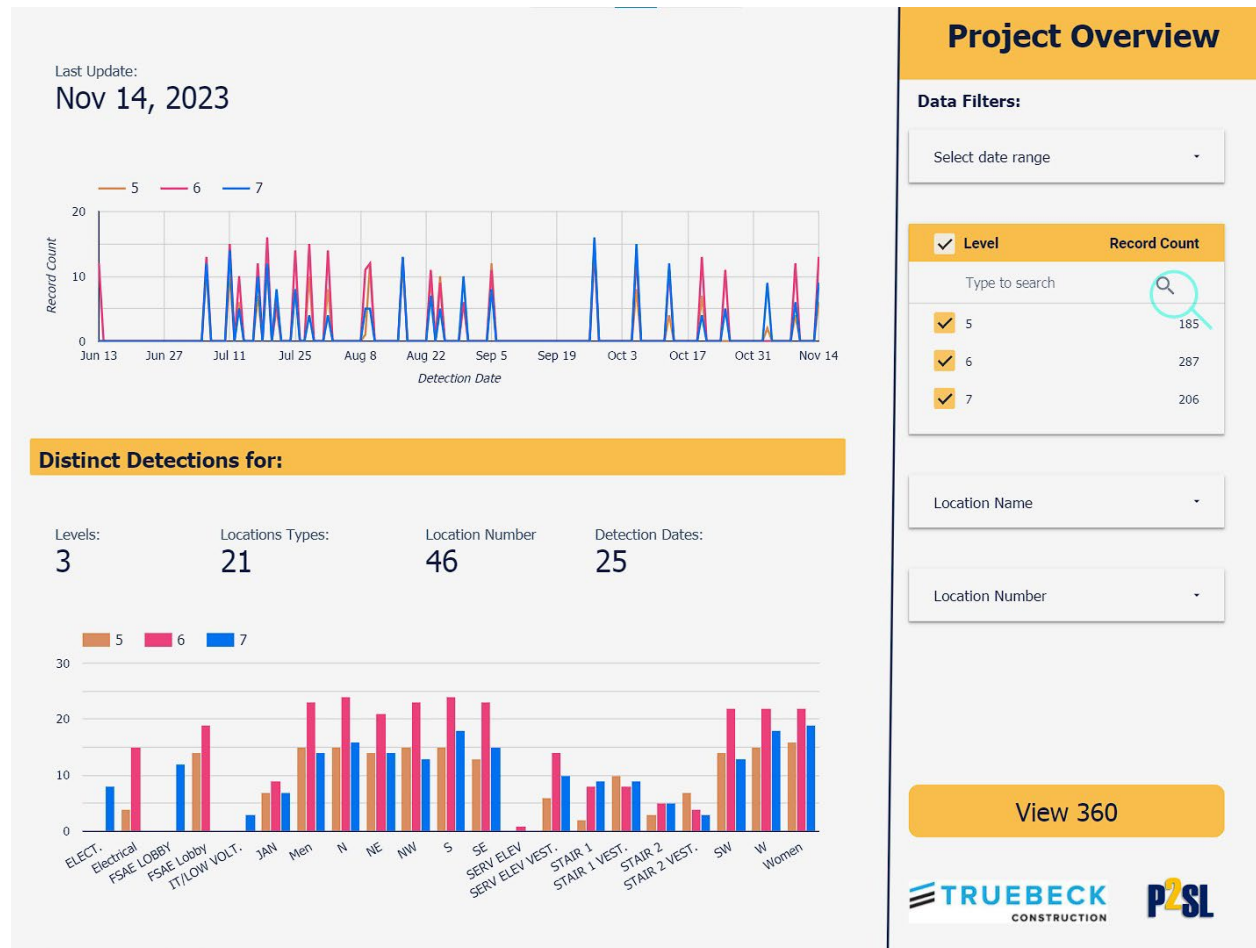 Project Overview
Last Update:
Nov 14, 2023
5 6 7
20
10
0
Record Count
Jun 13 Jun 27 Jul 11 Jul 25 Aug 8 Aug 22 Sep 5 Sep 19 Oct 3 Oct 17 Oct 31 Nov 14
Detection Date
Distinct Detections for:
Levels: Locations Types: Location Number Detection Dates:
3 21 46 25
5 6 7
30
20
10
0
ELECT. Electrical FSAE LOBBY FSAE Lobby IT/LOW VOLT. JAN Men N NE NW S SE SERV ELEV SERV ELEV VEST. STAIR 1 STAIR 1 VEST. STAIR 2 STAIR 2 VEST. SW W Women
Data Filters:
Select date range
Level Record Count
Type to search
5 185
6 287
7 206
Location Name
Location Number
View 360
TRUEBECK
CONSTRUCTION
P2SL